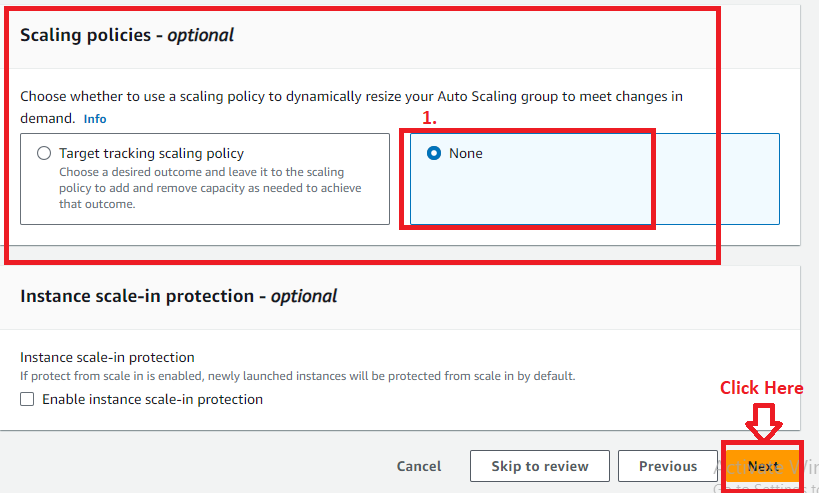 Scaling policies - optional
Choose whether to use a scaling policy to dynamically resize your Auto Scaling group to meet changes in
demand. Info
1.
Target tracking scaling policy
Choose a desired outcome and leave it to the scaling
policy to add and remove capacity as needed to achieve
that outcome.
None
Instance scale-in protection - optional
Instance scale-in protection
If protect from scale in is enabled, newly launched instances will be protected from scale in by default.
Enable instance scale-in protection
Click Here
Cancel
Skip to review
Previous
Next